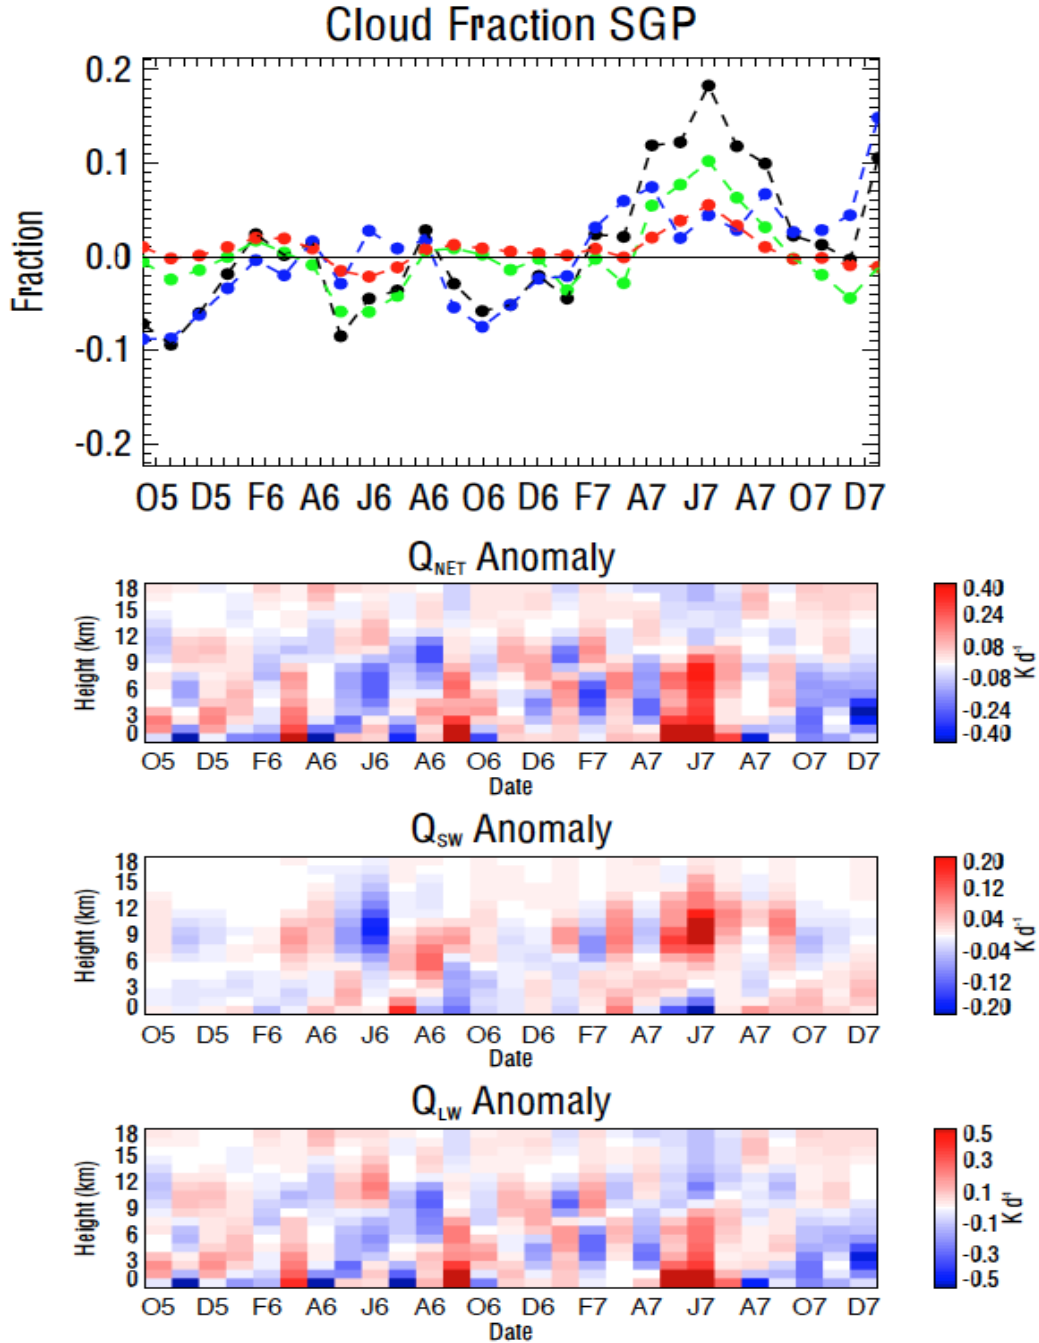 Cloud Fraction SGP
0.2
0.1
0.0
-0.1
-0.2
Fraction
O5 D5 F6 A6 J6 A6 O6 D6 F7 A7 J7 A7 O7 D7
QNET Anomaly
18
15
12
9
6
3
0
Height (km)
O5 D5 F6 A6 J6 A6 O6 D6 F7 A7 J7 A7 O7 D7
Date
0.40
0.24
0.08
-0.08
-0.24
-0.40
K d-1
QSW Anomaly
18
15
12
9
6
3
0
Height (km)
O5 D5 F6 A6 J6 A6 O6 D6 F7 A7 J7 A7 O7 D7
Date
0.20
0.12
0.04
-0.04
-0.12
-0.20
K d-1
QLW Anomaly
18
15
12
9
6
3
0
Height (km)
O5 D5 F6 A6 J6 A6 O6 D6 F7 A7 J7 A7 O7 D7
Date
0.5
0.3
0.1
-0.1
-0.3
-0.5
K d-1